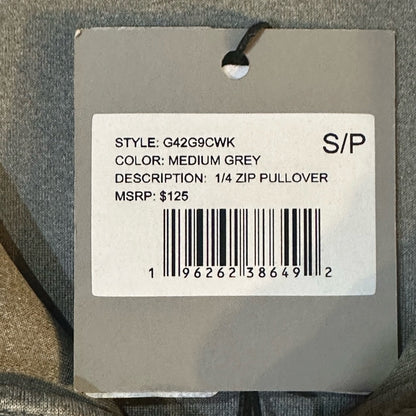 STYLE: G42G9CWK
S/P
COLOR: MEDIUM GREY
DESCRIPTION: 1/4 ZIP PULLOVER
MSRP: $125
1 96262 38649 2